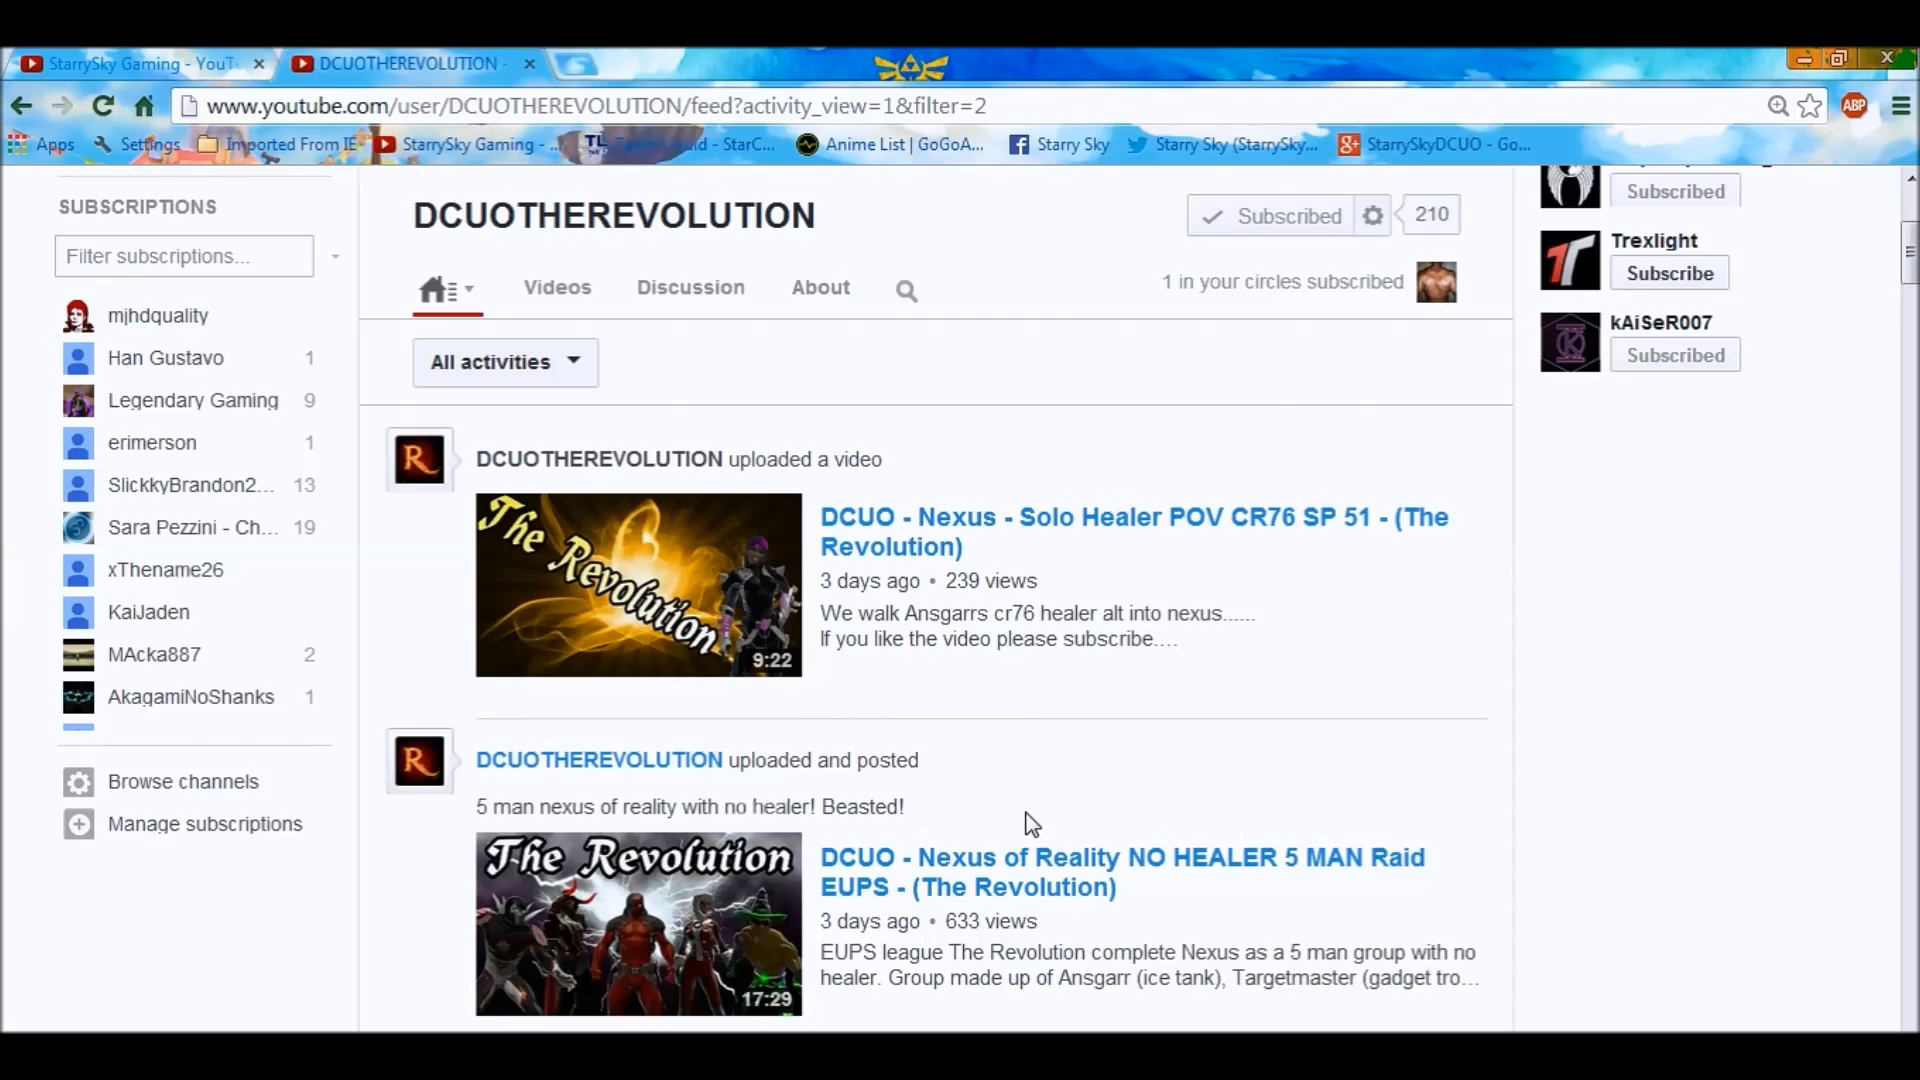 StarrySky Gaming - YouT
DCUOTHEREVOLUTION -
www.youtube.com/user/DCUOTHEREVOLUTION/feed?activity_view=1&filter=2
ABP
Apps
Settings
Imported From IE
StarrySky Gaming - ...
TL
- StarC...
Anime List | GoGoA...
Starry Sky
Starry Sky (StarrySky...
StarrySkyDCUO - Go...
SUBSCRIPTIONS
Filter subscriptions...
mjhdquality
Han Gustavo 1
Legendary Gaming 9
erimerson 1
SlickkyBrandon2... 13
Sara Pezzini - Ch... 19
xThename26
KaiJaden
MAcka887 2
AkagamiNoShanks 1
Browse channels
Manage subscriptions
DCUOTHEREVOLUTION
Subscribed
210
Videos
Discussion
About
1 in your circles subscribed
All activities
R
DCUOTHEREVOLUTION uploaded a video
The Revolution
9:22
DCUO - Nexus - Solo Healer POV CR76 SP 51 - (The
Revolution)
3 days ago • 239 views
We walk Ansgarrs cr76 healer alt into nexus......
If you like the video please subscribe....
R
DCUOTHEREVOLUTION uploaded and posted
5 man nexus of reality with no healer! Beasted!
The Revolution
17:29
DCUO - Nexus of Reality NO HEALER 5 MAN Raid
EUPS - (The Revolution)
3 days ago • 633 views
EUPS league The Revolution complete Nexus as a 5 man group with no
healer. Group made up of Ansgarr (ice tank), Targetmaster (gadget tro...
Subscribed
Trexlight
Subscribe
kAiSeR007
Subscribed